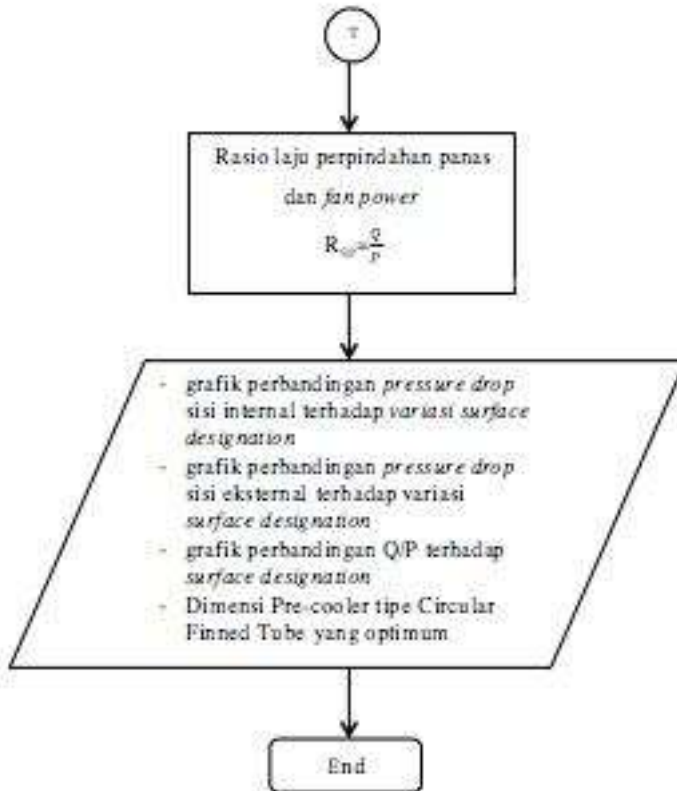 T
Rasio laju perpindahan panas
dan fan power
=Q/P
- grafik perbandingan pressure drop
sisi internal terhadap variasi surface
designation
- grafik perbandingan pressure drop
sisi eksternal terhadap variasi
surface designation
- grafik perbandingan Q/P terhadap
surface designation
- Dimensi Pre-cooler tipe Circular
Finned Tube yang optimum
End